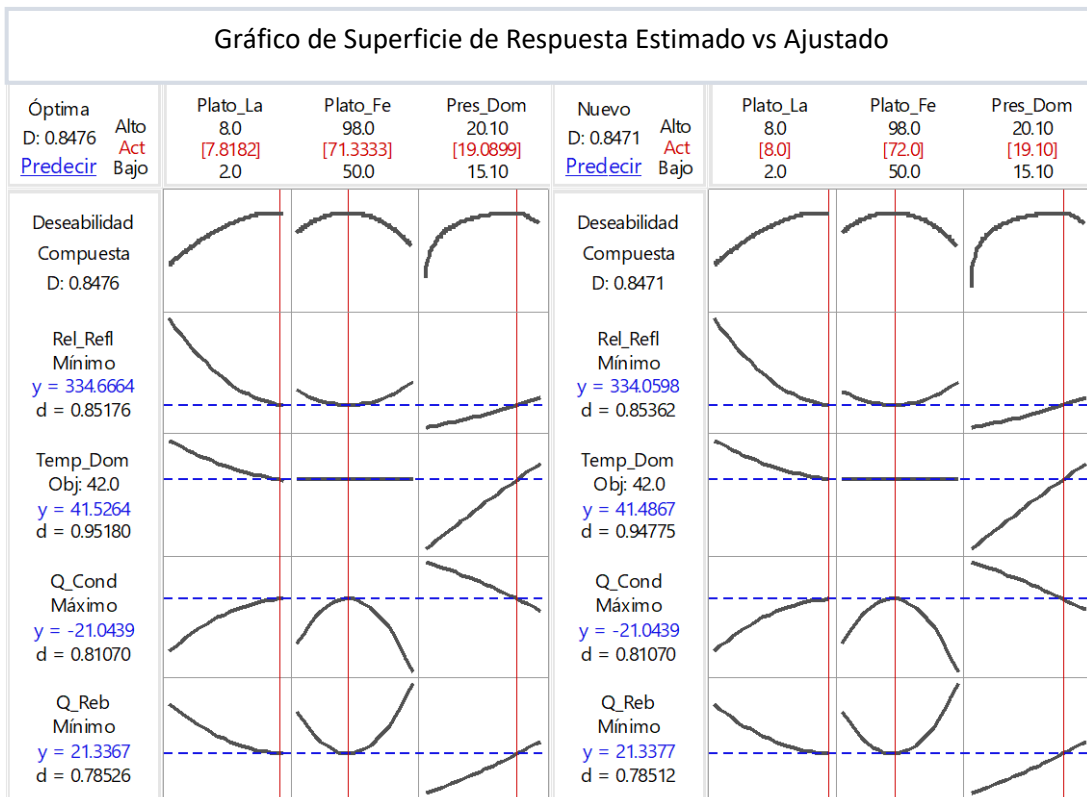 Gráfico de Superficie de Respuesta Estimado vs Ajustado
Óptima
D: 0.8476
Predecir
Alto
Act
Bajo
Plato_La
8.0
[7.8182]
2.0
Plato_Fe
98.0
[71.3333]
50.0
Pres_Dom
20.10
[19.0899]
15.10
Deseabilidad
Compuesta
D: 0.8476
Rel_Refl
Mínimo
y = 334.6664
d = 0.85176
Temp_Dom
Obj: 42.0
y = 41.5264
d = 0.95180
Q_Cond
Máximo
y = -21.0439
d = 0.81070
Q_Reb
Mínimo
y = 21.3367
d = 0.78526
Nuevo
D: 0.8471
Predecir
Alto
Act
Bajo
Plato_La
8.0
[8.0]
2.0
Plato_Fe
98.0
[72.0]
50.0
Pres_Dom
20.10
[19.10]
15.10
Deseabilidad
Compuesta
D: 0.8471
Rel_Refl
Mínimo
y = 334.0598
d = 0.85362
Temp_Dom
Obj: 42.0
y = 41.4867
d = 0.94775
Q_Cond
Máximo
y = -21.0439
d = 0.81070
Q_Reb
Mínimo
y = 21.3377
d = 0.78512